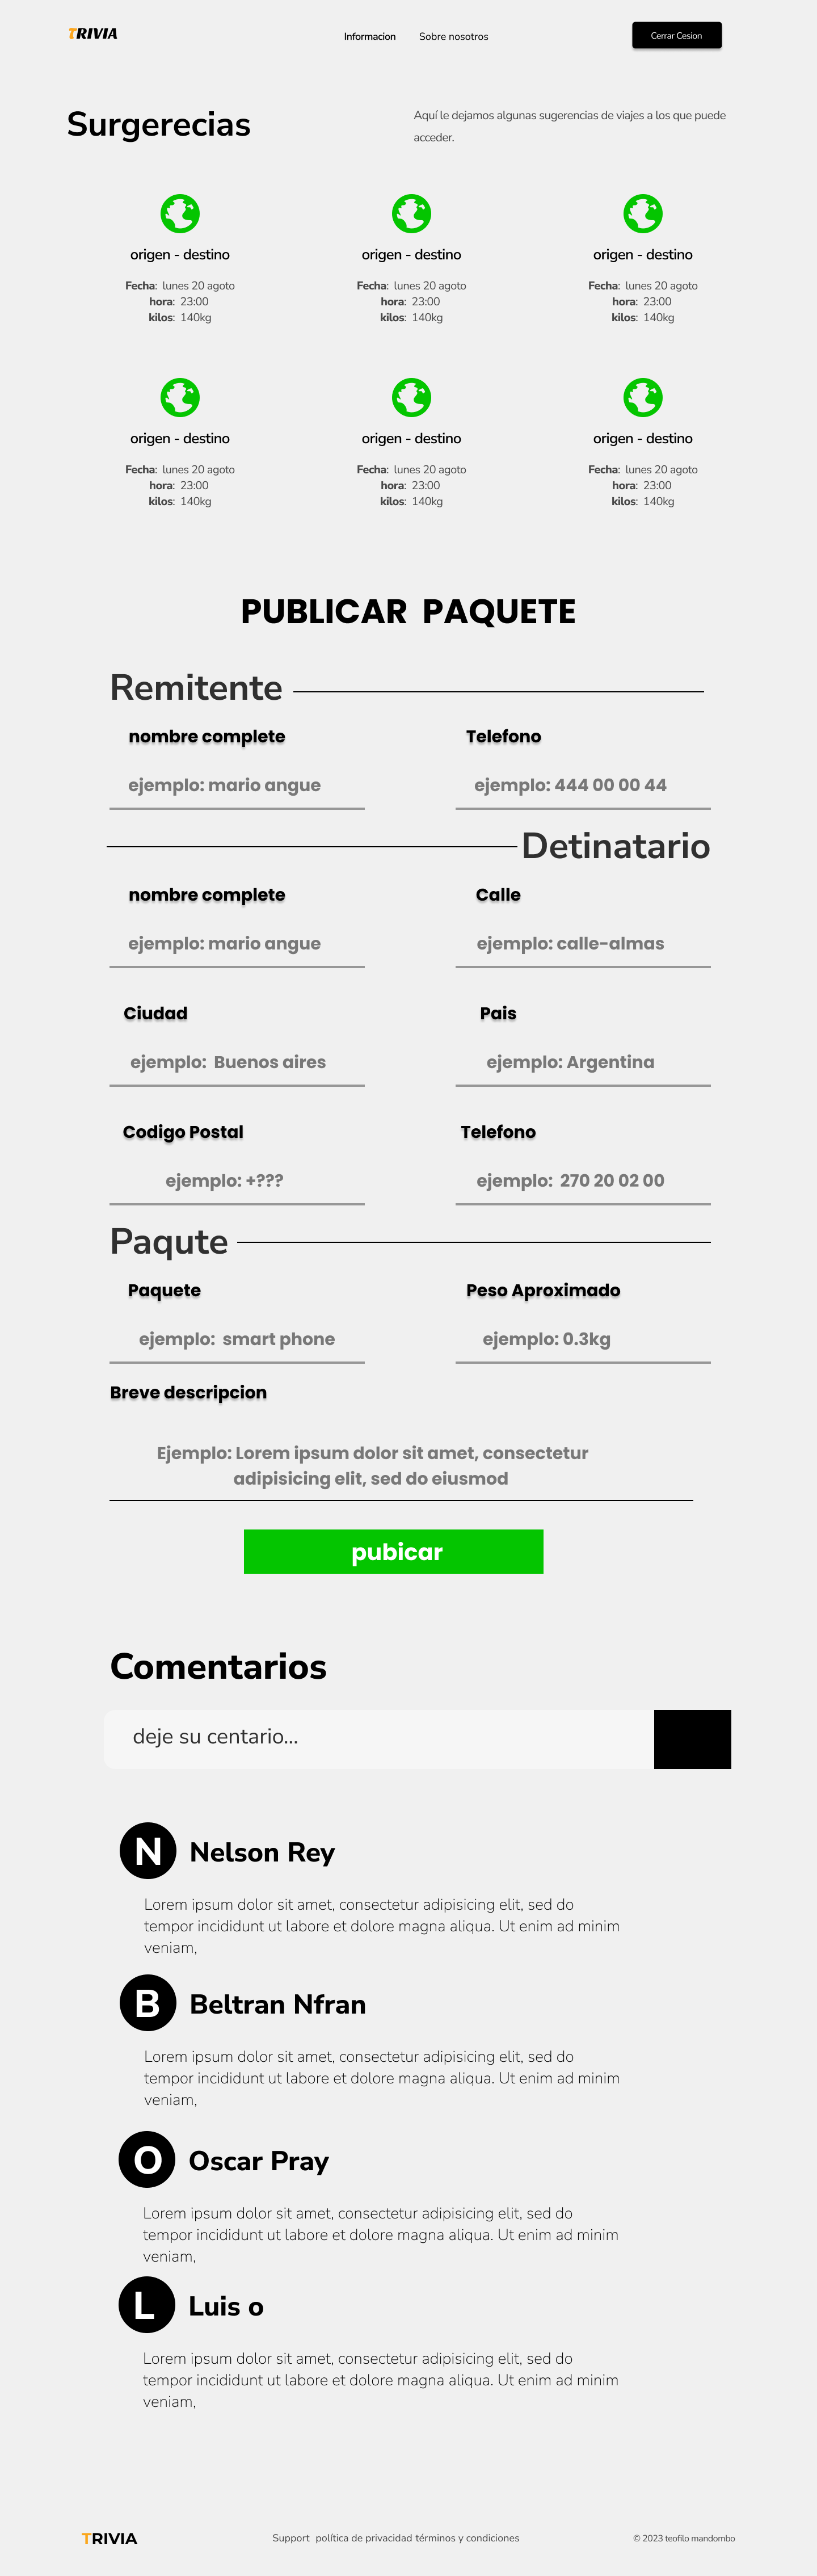 TRIVIA
Informacion Sobre nosotros
Cerrar Cesion
Surgerecias
Aquí le dejamos algunas sugerencias de viajes a los que puede
acceder.
origen - destino
Fecha: lunes 20 agoto
hora: 23:00
kilos: 140kg
origen - destino
Fecha: lunes 20 agoto
hora: 23:00
kilos: 140kg
origen - destino
Fecha: lunes 20 agoto
hora: 23:00
kilos: 140kg
origen - destino
Fecha: lunes 20 agoto
hora: 23:00
kilos: 140kg
origen - destino
Fecha: lunes 20 agoto
hora: 23:00
kilos: 140kg
origen - destino
Fecha: lunes 20 agoto
hora: 23:00
kilos: 140kg
PUBLICAR PAQUETE
Remitente
nombre complete
ejemplo: mario angue
Telefono
ejemplo: 444 00 00 44
Detinatario
nombre complete
ejemplo: mario angue
Calle
ejemplo: calle-almas
Ciudad
ejemplo: Buenos aires
Pais
ejemplo: Argentina
Codigo Postal
ejemplo: +???
Telefono
ejemplo: 270 20 02 00
Paqute
Paquete
ejemplo: smart phone
Peso Aproximado
ejemplo: 0.3kg
Breve descripcion
Ejemplo: Lorem ipsum dolor sit amet, consectetur
adipisicing elit, sed do eiusmod
pubicar
Comentarios
deje su centario...
N Nelson Rey
Lorem ipsum dolor sit amet, consectetur adipisicing elit, sed do
tempor incididunt ut labore et dolore magna aliqua. Ut enim ad minim
veniam,
B Beltran Nfran
Lorem ipsum dolor sit amet, consectetur adipisicing elit, sed do
tempor incididunt ut labore et dolore magna aliqua. Ut enim ad minim
veniam,
O Oscar Pray
Lorem ipsum dolor sit amet, consectetur adipisicing elit, sed do
tempor incididunt ut labore et dolore magna aliqua. Ut enim ad minim
veniam,
L Luis o
Lorem ipsum dolor sit amet, consectetur adipisicing elit, sed do
tempor incididunt ut labore et dolore magna aliqua. Ut enim ad minim
veniam,
TRIVIA
Support política de privacidad términos y condiciones
© 2023 teofilo mandombo